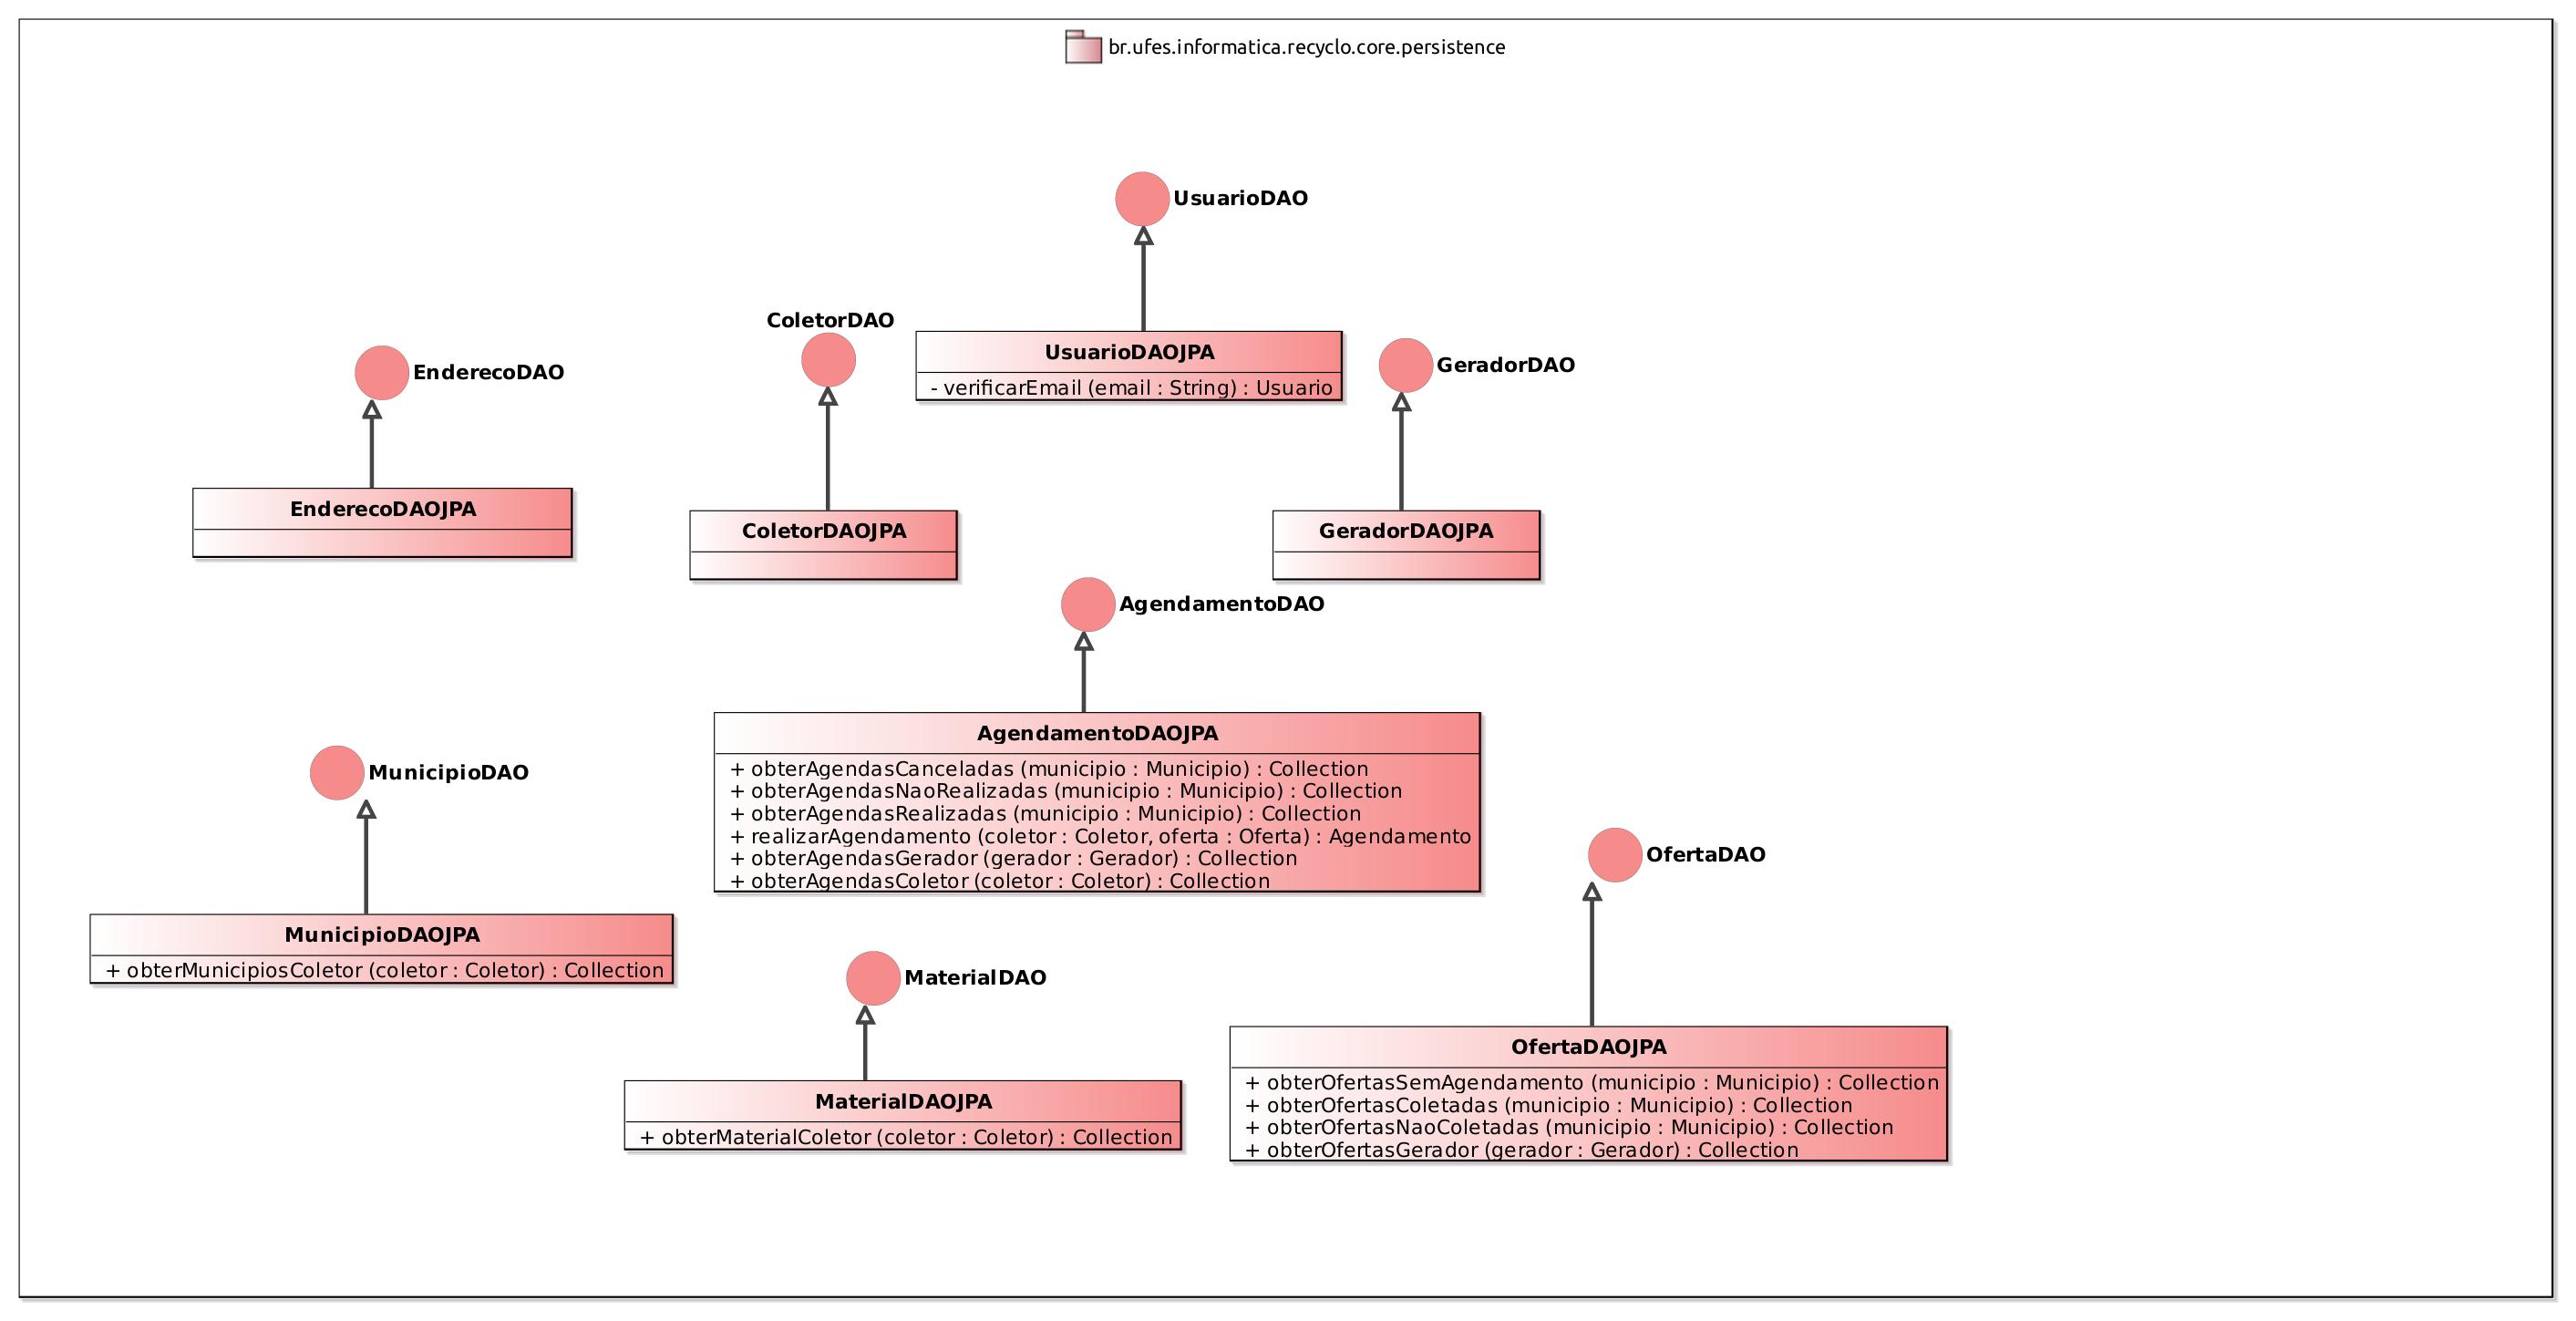 br.ufes.informatica.recyclo.core.persistence
UsuarioDAO
UsuarioDAOJPA
- verificarEmail (email : String) : Usuario
ColetorDAO
ColetorDAOJPA
EnderecoDAO
EnderecoDAOJPA
GeradorDAO
GeradorDAOJPA
AgendamentoDAO
AgendamentoDAOJPA
+ obterAgendasCanceladas (municipio : Municipio) : Collection
+ obterAgendasNaoRealizadas (municipio : Municipio) : Collection
+ obterAgendasRealizadas (municipio : Municipio) : Collection
+ realizarAgendamento (coletor : Coletor, oferta : Oferta) : Agendamento
+ obterAgendasGerador (gerador : Gerador) : Collection
+ obterAgendasColetor (coletor : Coletor) : Collection
MunicipioDAO
MunicipioDAOJPA
+ obterMunicipiosColetor (coletor : Coletor) : Collection
OfertaDAO
OfertaDAOJPA
+ obterOfertasSemAgendamento (municipio : Municipio) : Collection
+ obterOfertasColetadas (municipio : Municipio) : Collection
+ obterOfertasNaoColetadas (municipio : Municipio) : Collection
+ obterOfertasGerador (gerador : Gerador) : Collection
MaterialDAO
MaterialDAOJPA
+ obterMaterialColetor (coletor : Coletor) : Collection